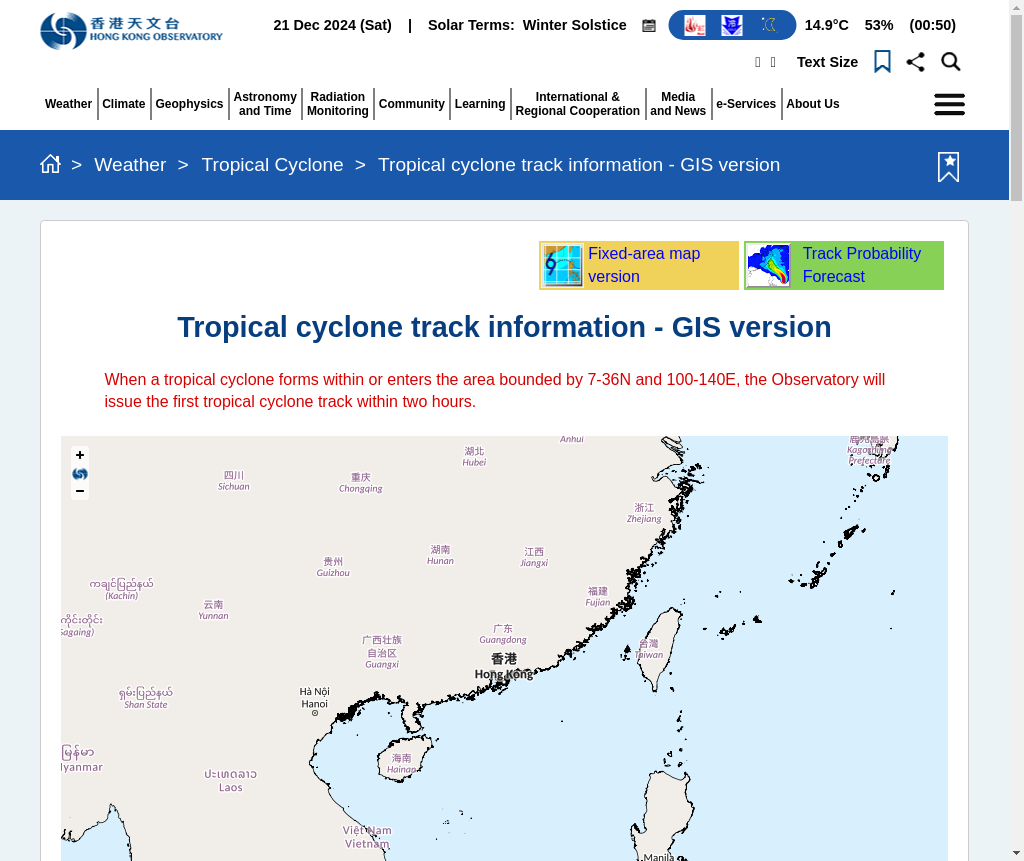 香港天文台
HONG KONG OBSERVATORY
21 Dec 2024 (Sat) | Solar Terms: Winter Solstice
14.9°C 53% (00:50)
Text Size
Weather
Climate
Geophysics
Astronomy
and Time
Radiation
Monitoring
Community
Learning
International &
Regional Cooperation
Media
and News
e-Services
About Us
> Weather > Tropical Cyclone > Tropical cyclone track information - GIS version
Fixed-area map
version
Track Probability
Forecast
Tropical cyclone track information - GIS version
When a tropical cyclone forms within or enters the area bounded by 7-36N and 100-140E, the Observatory will
issue the first tropical cyclone track within two hours.
+
−
Anhui
湖北
Hubei
Kagoshima
Prefecture
四川
Sichuan
重庆
Chongqing
浙江
Zhejiang
湖南
Hunan
江西
Jiangxi
贵州
Guizhou
ကချင်ပြည်နယ်
(Kachin)
福建
Fujian
云南
Yunnan
ကိုင်းတိုင်း
Sagaing)
广东
Guangdong
广西壮族
自治区
Guangxi
台灣
Taiwan
香港
Hong Kong
ရှမ်းပြည်နယ်
Shan State
Hà Nội
Hanoi
မြန်မာ
Myanmar
海南
Hainan
ປະເທດລາວ
Laos
Việt Nam
Vietnam
Manila